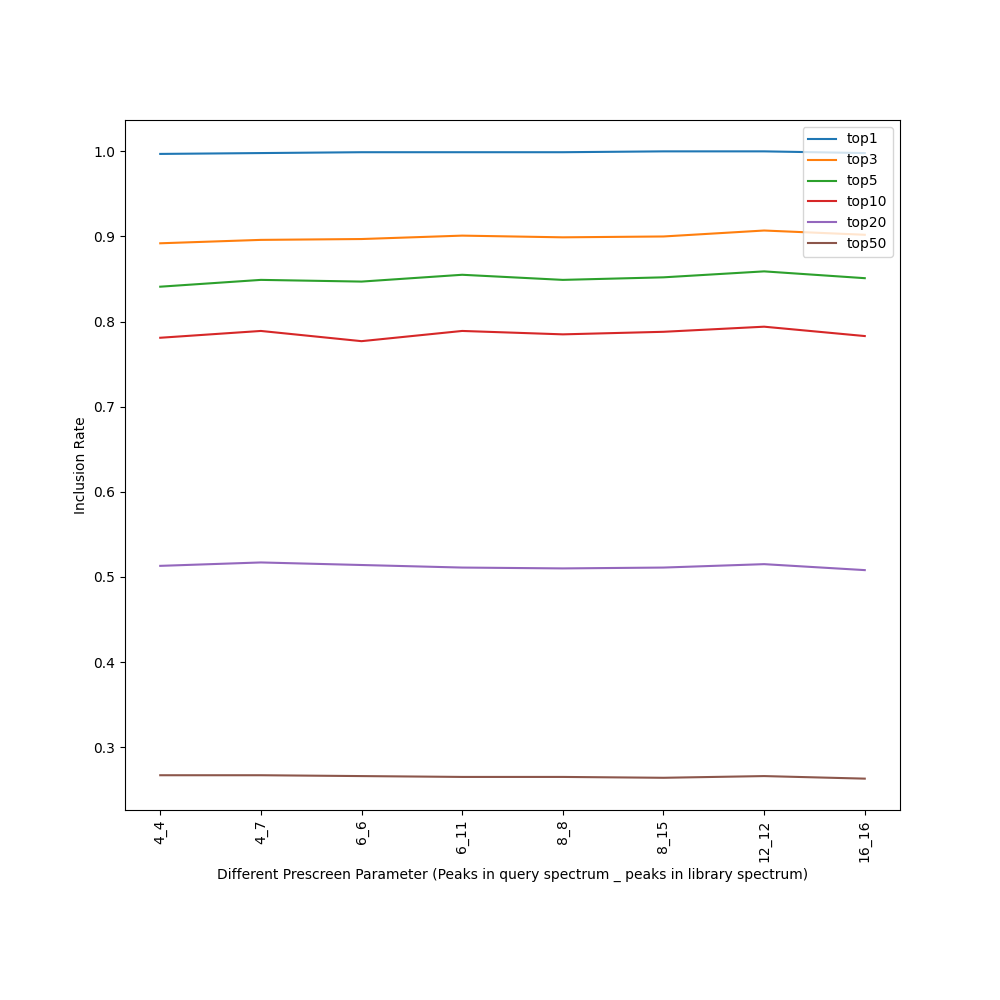 1.0
0.9
0.8
0.7
0.6
0.5
0.4
0.3
Inclusion Rate
top1
top3
top5
top10
top20
top50
4_4
4_7
6_6
6_11
8_8
8_15
12_12
16_16
Different Prescreen Parameter (Peaks in query spectrum _ peaks in library spectrum)